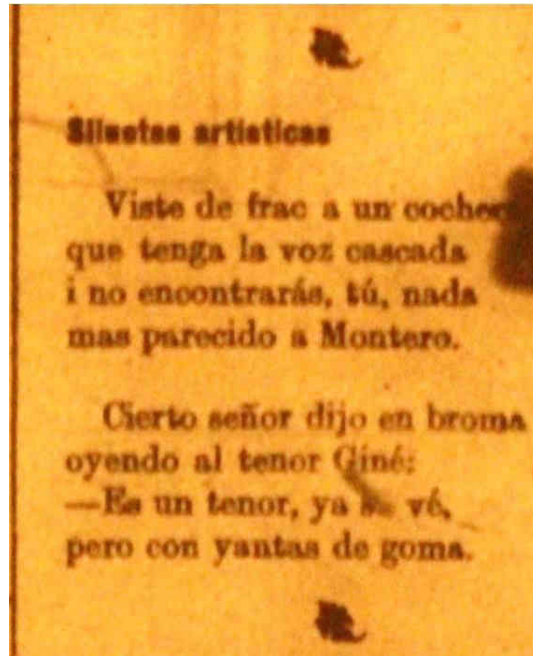 Siluetas artisticas
Viste de frac a un cochero
que tenga la voz cascada
i no encontrarás, tú, nada
mas parecido a Montero.
Cierto señor dijo en broma
oyendo al tenor Giné:
—Es un tenor, ya se vé,
pero con yantas de goma.